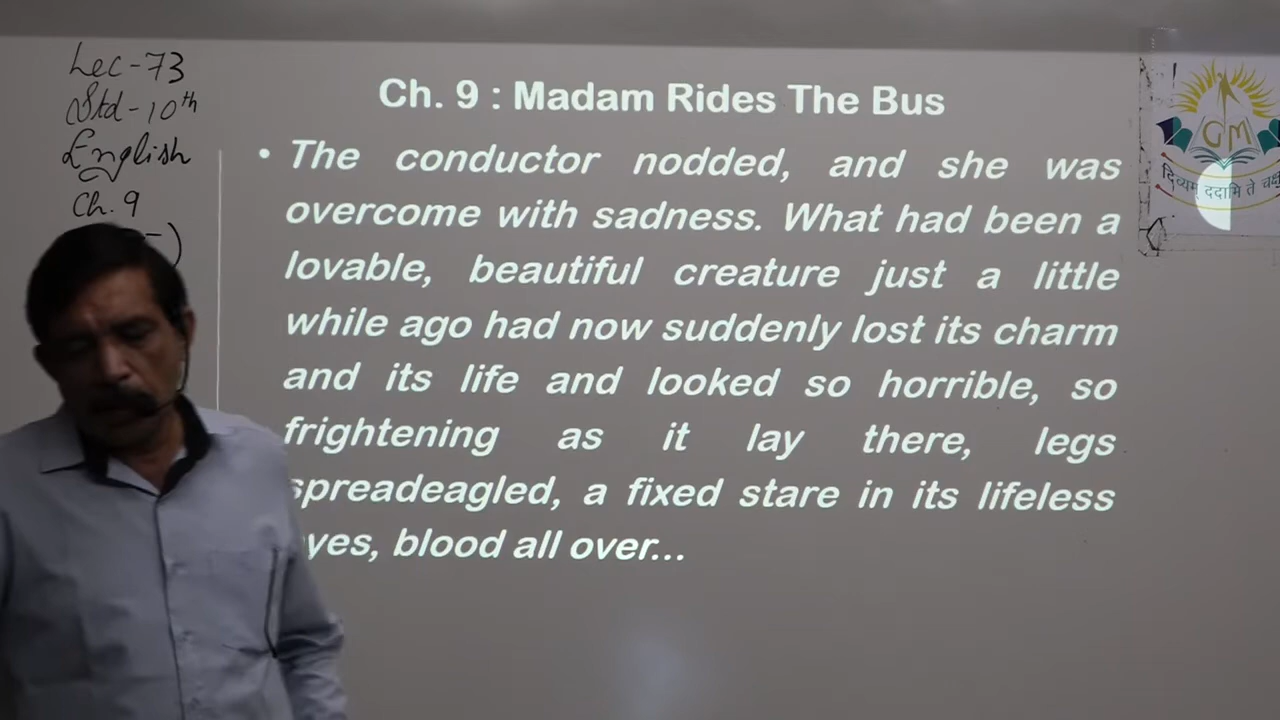 Lec-73
Std-10th
English
Ch. 9
Ch. 9 : Madam Rides The Bus
• The conductor nodded, and she was
overcome with sadness. What had been a
lovable, beautiful creature just a little
while ago had now suddenly lost its charm
and its life and looked so horrible, so
frightening as it lay there, legs
spreadeagled, a fixed stare in its lifeless
yes, blood all over...
GM
दिव्यम् ददामि ते